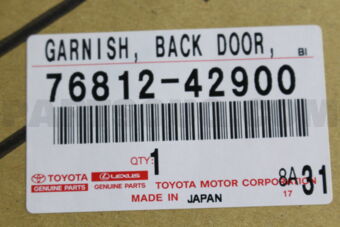 GARNISH, BACK DOOR, BI
76812-42900
QTY: 1
TOYOTA LEXUS
GENUINE PARTS GENUINE PARTS TOYOTA MOTOR CORPORATION
8A 31
17
MADE IN JAPAN